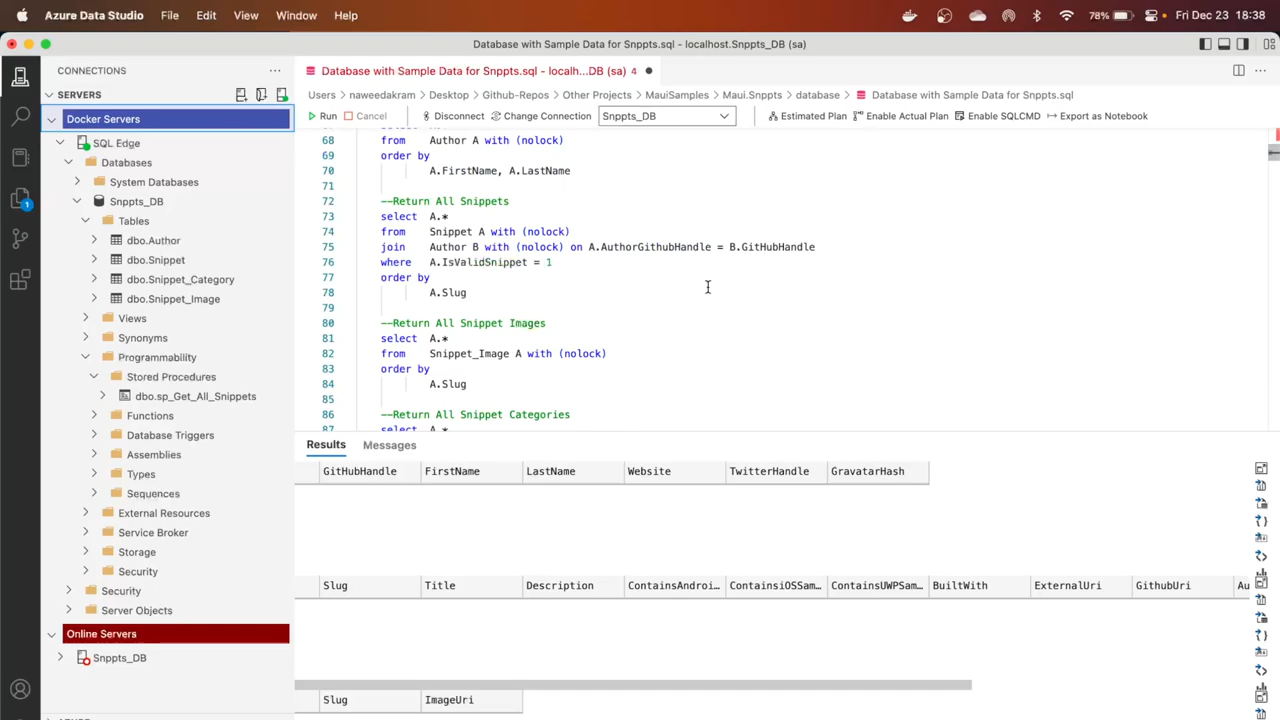 Azure Data Studio File Edit View Window Help 78% Fri Dec 23 18:38
Database with Sample Data for Snppts.sql - localhost.Snppts_DB (sa)
CONNECTIONS ...
SERVERS
Docker Servers
SQL Edge
Databases
System Databases
Snppts_DB
Tables
dbo.Author
dbo.Snippet
dbo.Snippet_Category
dbo.Snippet_Image
Views
Synonyms
Programmability
Stored Procedures
dbo.sp_Get_All_Snippets
Functions
Database Triggers
Assemblies
Types
Sequences
External Resources
Service Broker
Storage
Security
Security
Server Objects
Online Servers
Snppts_DB
1
Database with Sample Data for Snppts.sql - localh...DB (sa) 4
Users > naweedakram > Desktop > Github-Repos > Other Projects > MauiSamples > Maui.Snppts > database > Database with Sample Data for Snppts.sql
Run Cancel Disconnect Change Connection Snppts_DB Estimated Plan Enable Actual Plan Enable SQLCMD Export as Notebook
68 from Author A with (nolock)
69 order by
70 A.FirstName, A.LastName
71
72 --Return All Snippets
73 select A.*
74 from Snippet A with (nolock)
75 join Author B with (nolock) on A.AuthorGithubHandle = B.GitHubHandle
76 where A.IsValidSnippet = 1
77 order by
78 A.Slug
79
80 --Return All Snippet Images
81 select A.*
82 from Snippet_Image A with (nolock)
83 order by
84 A.Slug
85
86 --Return All Snippet Categories
87 select A.*
Results Messages
GitHubHandle FirstName LastName Website TwitterHandle GravatarHash
Slug Title Description ContainsAndroi... ContainsiOSSam... ContainsUWPSam... BuiltWith ExternalUri GithubUri Au
Slug ImageUri